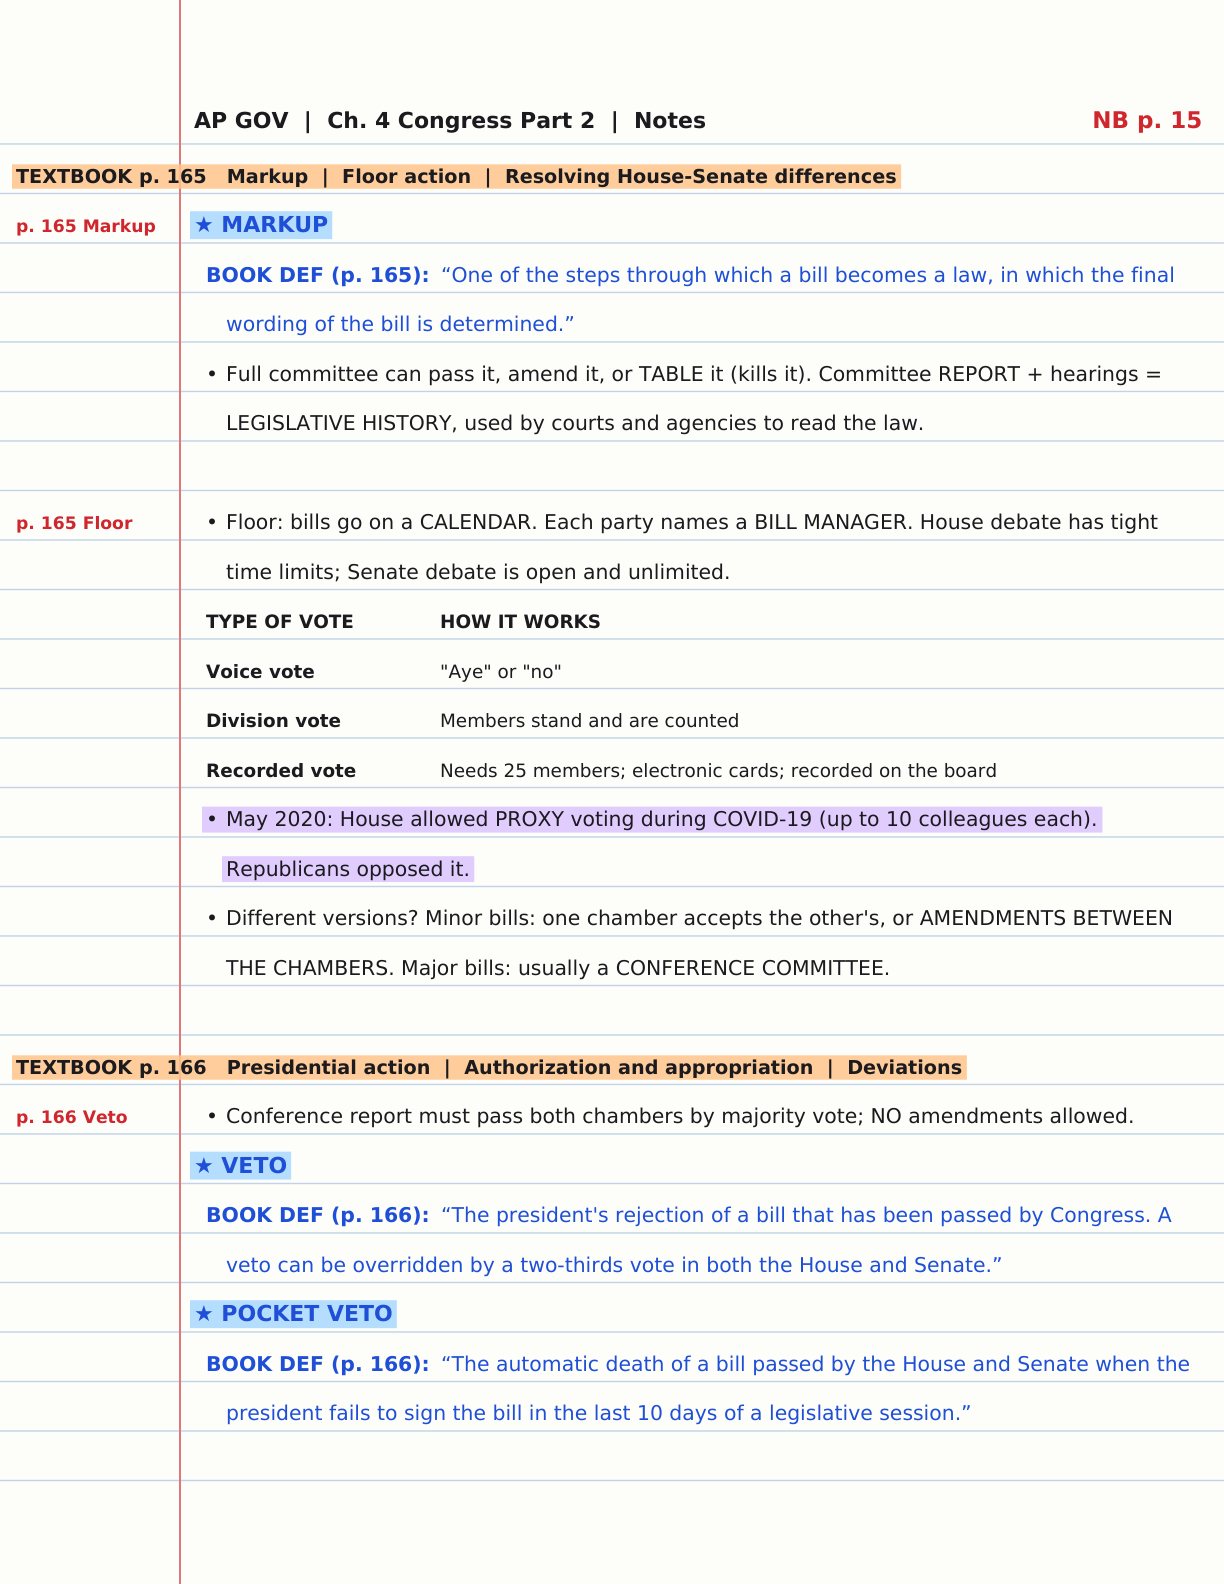 AP GOV | Ch. 4 Congress Part 2 | Notes
NB p. 15
TEXTBOOK p. 165 Markup | Floor action | Resolving House-Senate differences
p. 165 Markup
★ MARKUP
BOOK DEF (p. 165): “One of the steps through which a bill becomes a law, in which the final
wording of the bill is determined.”
• Full committee can pass it, amend it, or TABLE it (kills it). Committee REPORT + hearings =
LEGISLATIVE HISTORY, used by courts and agencies to read the law.
p. 165 Floor
• Floor: bills go on a CALENDAR. Each party names a BILL MANAGER. House debate has tight
time limits; Senate debate is open and unlimited.
TYPE OF VOTE HOW IT WORKS
Voice vote "Aye" or "no"
Division vote Members stand and are counted
Recorded vote Needs 25 members; electronic cards; recorded on the board
• May 2020: House allowed PROXY voting during COVID-19 (up to 10 colleagues each).
Republicans opposed it.
• Different versions? Minor bills: one chamber accepts the other's, or AMENDMENTS BETWEEN
THE CHAMBERS. Major bills: usually a CONFERENCE COMMITTEE.
TEXTBOOK p. 166 Presidential action | Authorization and appropriation | Deviations
p. 166 Veto
• Conference report must pass both chambers by majority vote; NO amendments allowed.
★ VETO
BOOK DEF (p. 166): “The president's rejection of a bill that has been passed by Congress. A
veto can be overridden by a two-thirds vote in both the House and Senate.”
★ POCKET VETO
BOOK DEF (p. 166): “The automatic death of a bill passed by the House and Senate when the
president fails to sign the bill in the last 10 days of a legislative session.”